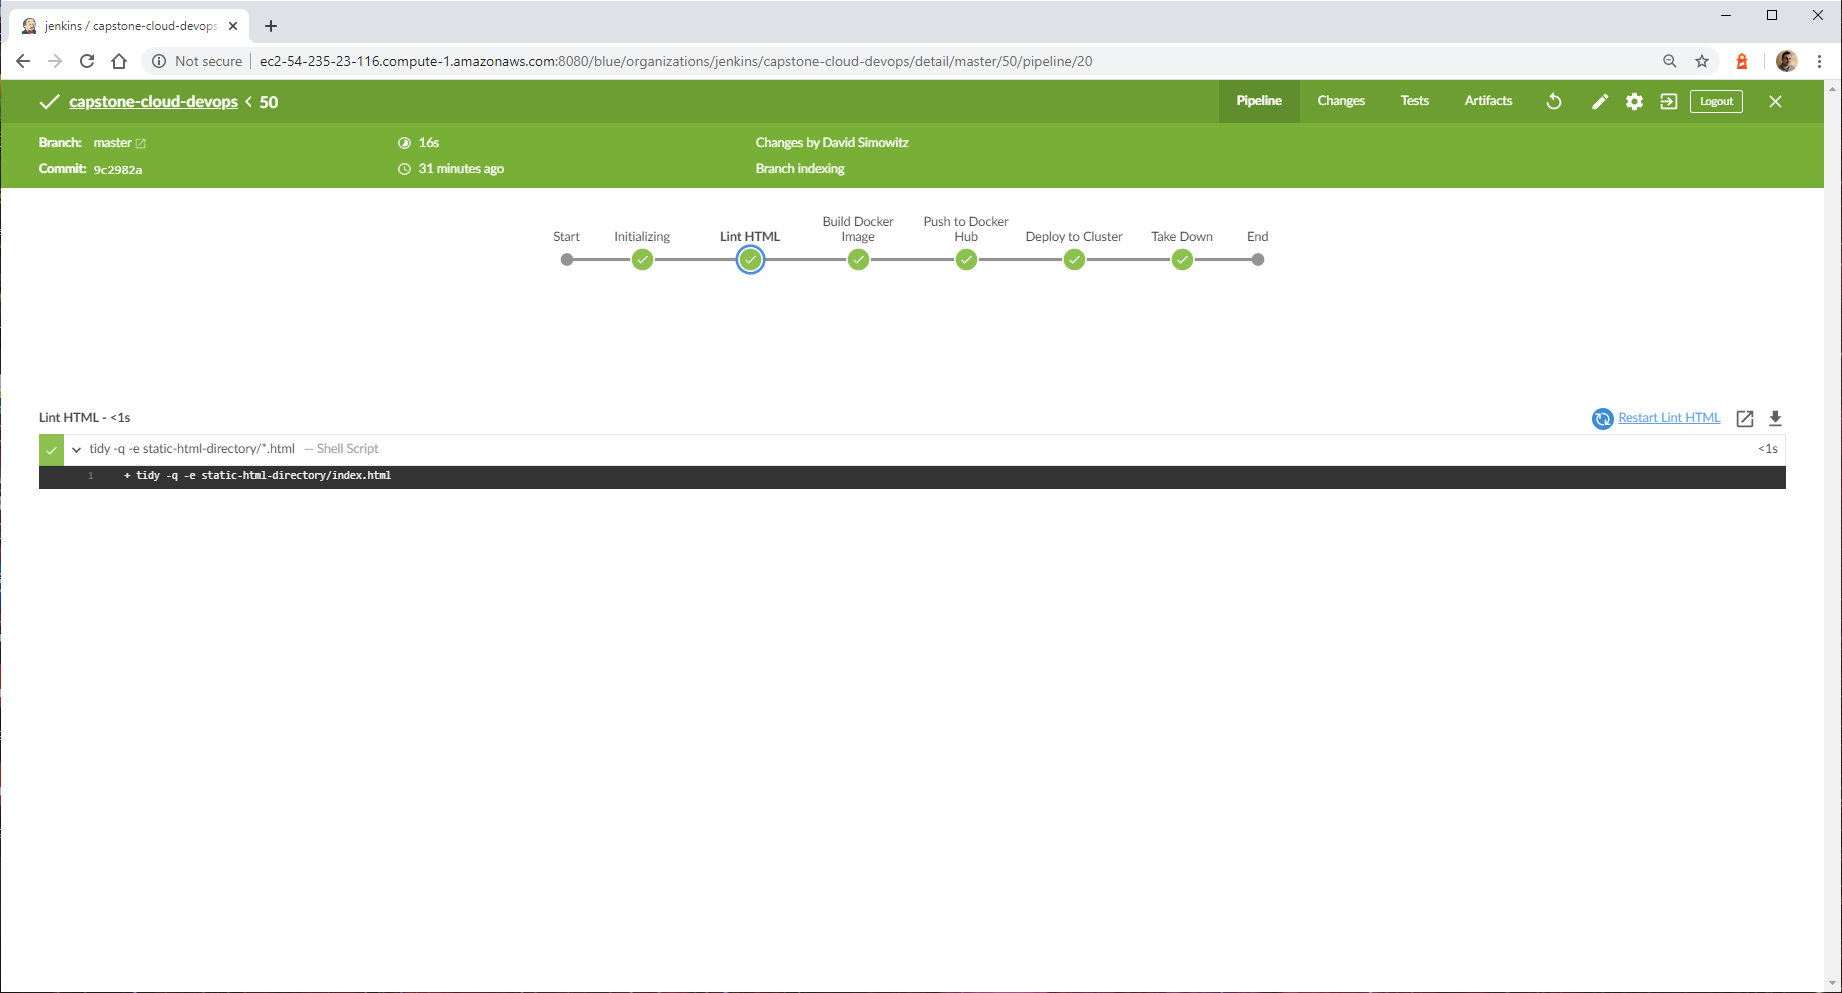 jenkins / capstone-cloud-devops
Not secure ec2-54-235-23-116.compute-1.amazonaws.com:8080/blue/organizations/jenkins/capstone-cloud-devops/detail/master/50/pipeline/20
capstone-cloud-devops < 50 Pipeline Changes Tests Artifacts Logout
Branch: master 16s Changes by David Simowitz
Commit: 9c2982a 31 minutes ago Branch indexing
Start Initializing Lint HTML Build Docker Image Push to Docker Hub Deploy to Cluster Take Down End
Lint HTML - <1s Restart Lint HTML
tidy -q -e static-html-directory/*.html — Shell Script <1s
1 + tidy -q -e static-html-directory/index.html